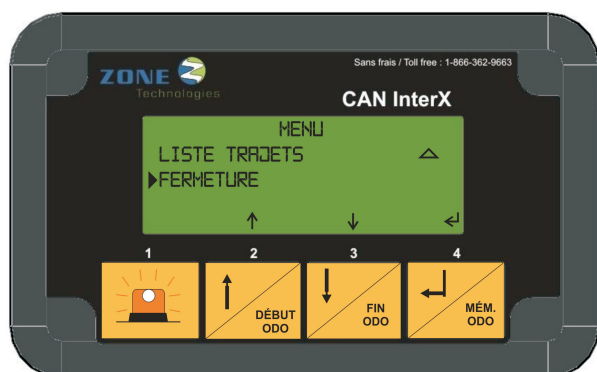 Sans frais / Toll free : 1-866-362-9663
ZONE
Technologies
CAN InterX
MENU
LISTE TRAJETS
FERMETURE
1 2 3 4
DÉBUT ODO
FIN ODO
MÉM. ODO